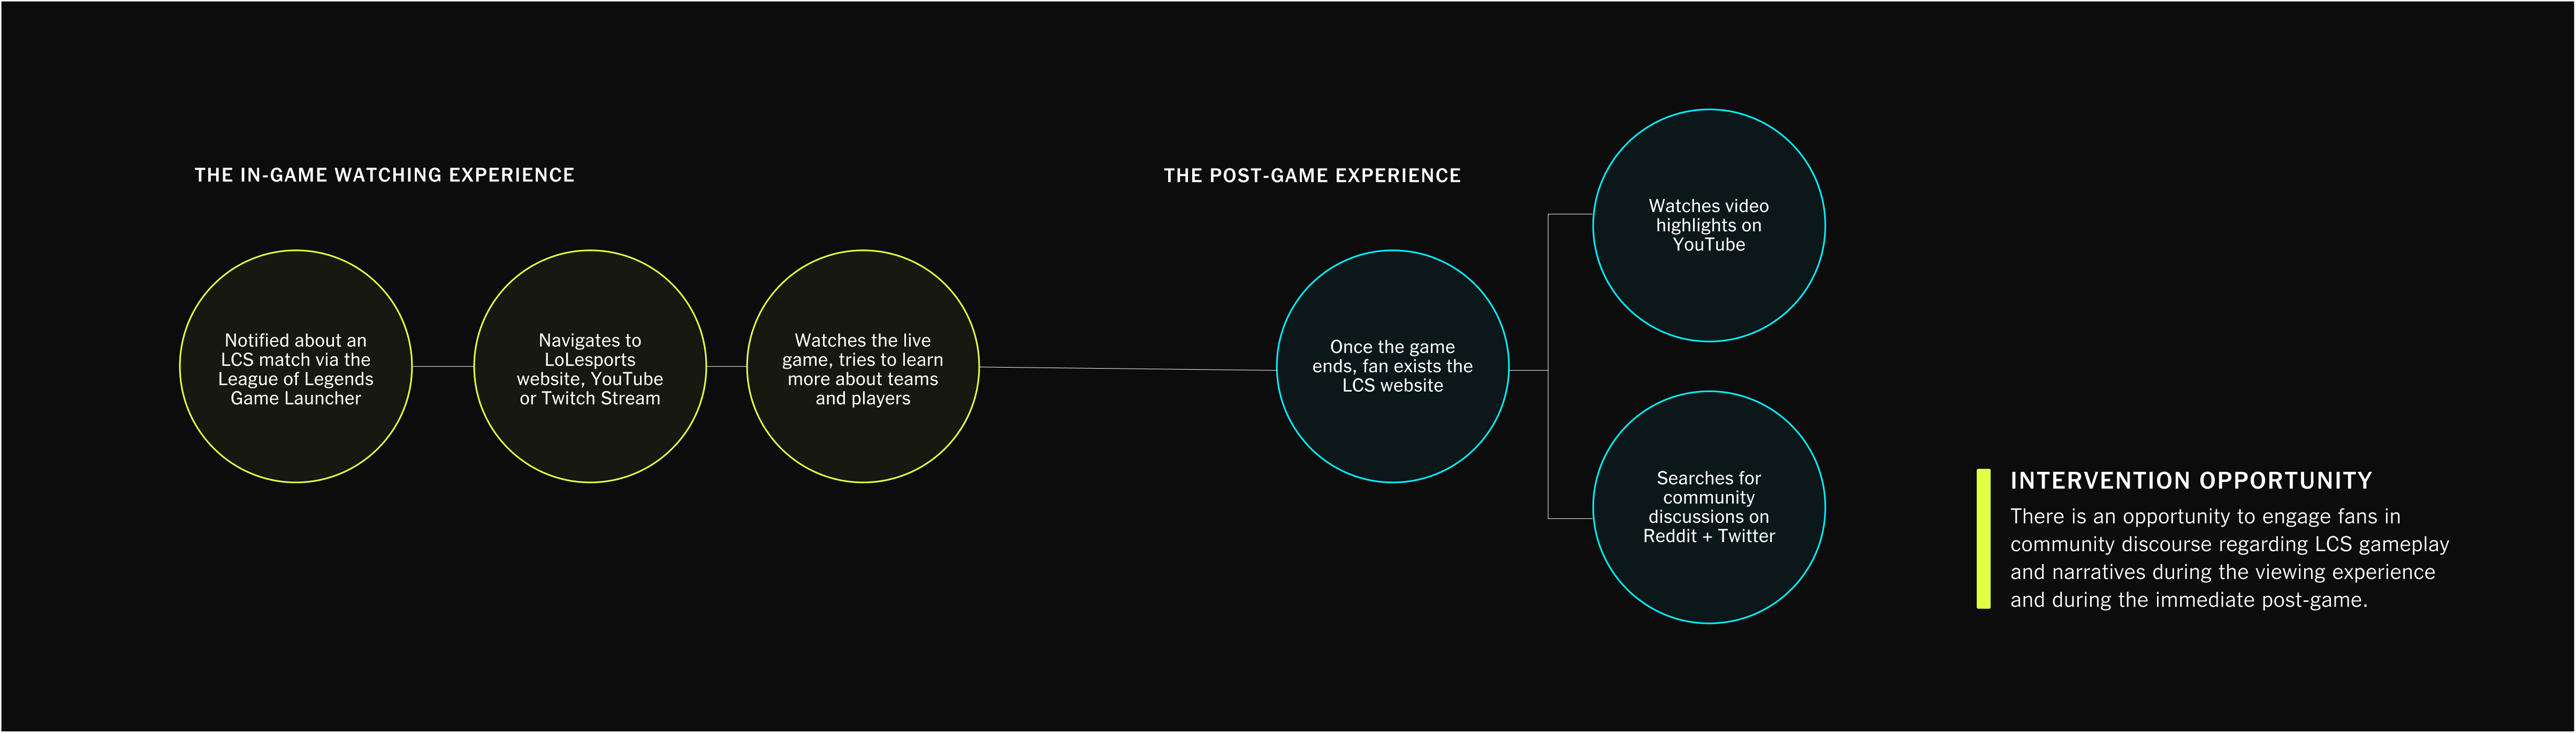 THE IN-GAME WATCHING EXPERIENCE
Notified about an
LCS match via the
League of Legends
Game Launcher
Navigates to
LoLesports
website, YouTube
or Twitch Stream
Watches the live
game, tries to learn
more about teams
and players
THE POST-GAME EXPERIENCE
Once the game
ends, fan exists the
LCS website
Watches video
highlights on
YouTube
Searches for
community
discussions on
Reddit + Twitter
INTERVENTION OPPORTUNITY
There is an opportunity to engage fans in
community discourse regarding LCS gameplay
and narratives during the viewing experience
and during the immediate post-game.